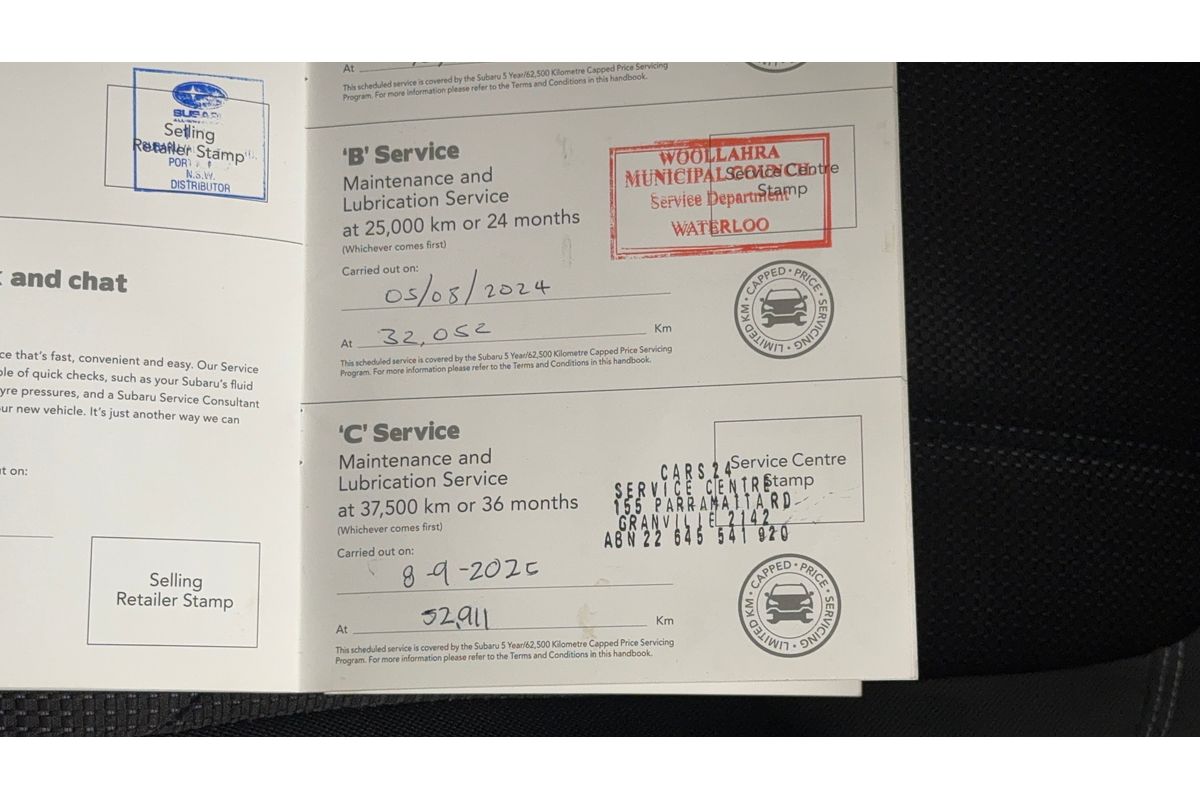 SUBARU
Selling
Retailer Stamp
PORT
N.S.W.
DISTRIBUTOR
and chat
ce that's fast, convenient and easy. Our Service
ple of quick checks, such as your Subaru's fluid
yre pressures, and a Subaru Service Consultant
ur new vehicle. It's just another way we can
t on:
Selling
Retailer Stamp
At
This scheduled service is covered by the Subaru 5 Year/62,500 Kilometre Capped Price Servicing
Program. For more information please refer to the Terms and Conditions in this handbook.
'B' Service
Maintenance and
Lubrication Service
at 25,000 km or 24 months
(Whichever comes first)
Carried out on:
05/08/2024
At 32,052 Km
This scheduled service is covered by the Subaru 5 Year/62,500 Kilometre Capped Price Servicing
Program. For more information please refer to the Terms and Conditions in this handbook.
Service Centre
Stamp
WOOLLAHRA
MUNICIPAL COUNCIL
Service Department
WATERLOO
CAPPED • PRICE • SERVICING • LIMITED KM •
'C' Service
Maintenance and
Lubrication Service
at 37,500 km or 36 months
(Whichever comes first)
Carried out on:
8-9-2025
At 52,911 Km
This scheduled service is covered by the Subaru 5 Year/62,500 Kilometre Capped Price Servicing
Program. For more information please refer to the Terms and Conditions in this handbook.
Service Centre
Stamp
CARS24
SERVICE CENTRE
155 PARRAMATTA RD
GRANVILLE 2142
ABN 22 645 541 920
CAPPED • PRICE • SERVICING • LIMITED KM •